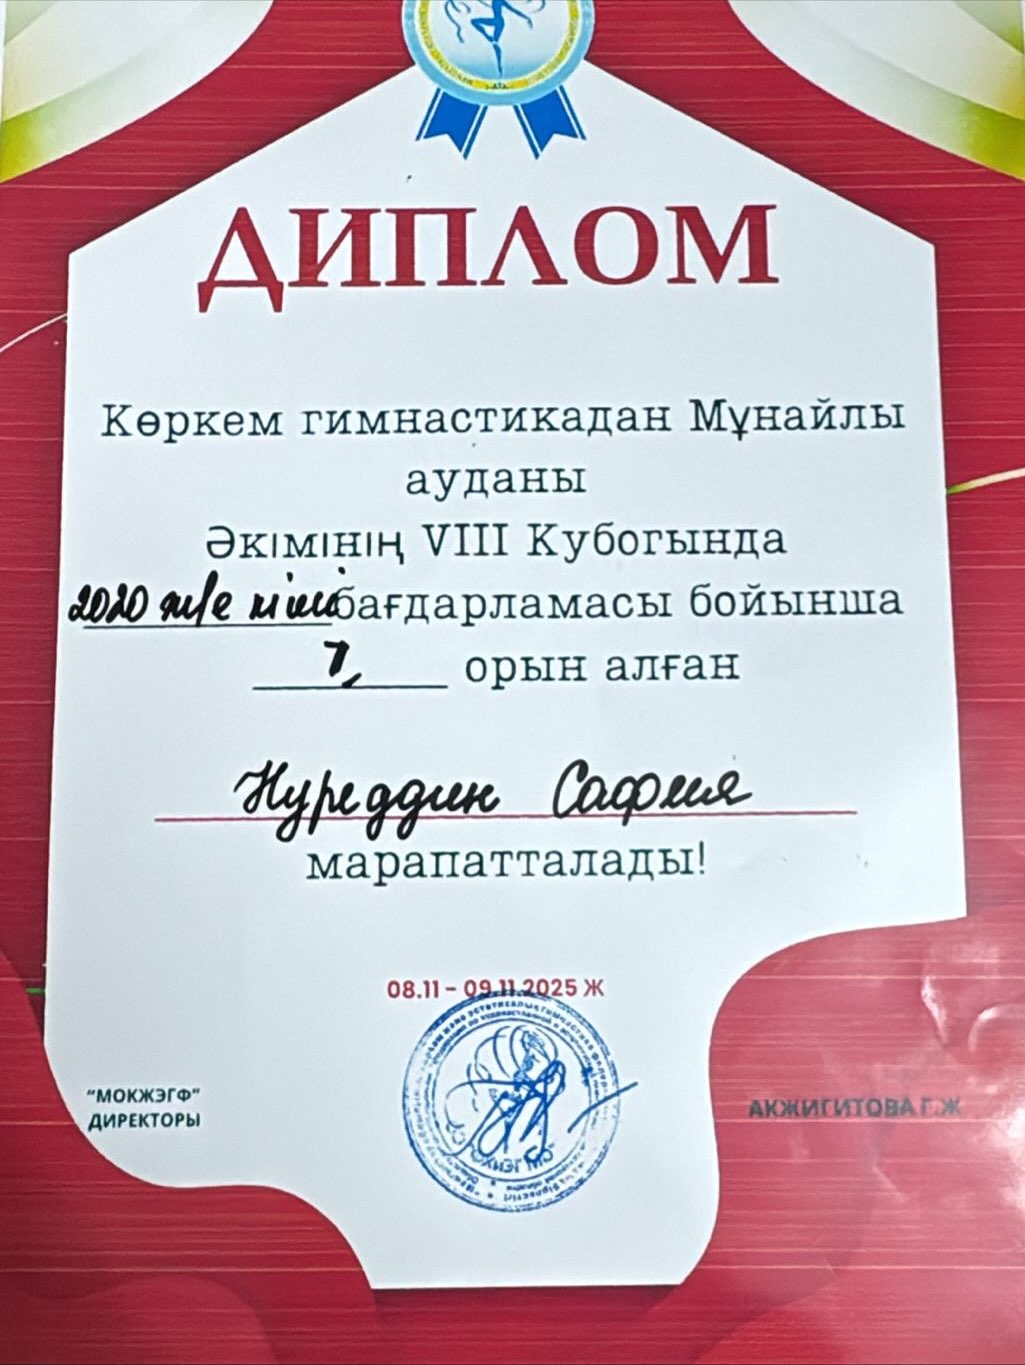 ДИПЛОМ
Көркем гимнастикадан Мұнайлы
ауданы
Әкімінің VIII Кубогында
2020 ж/е кіші бағдарламасы бойынша
орын алған
Нуреддин Сафия
марапатталады!
08.11 – 09.11.2025 Ж
"МОКЖЭГФ"
ДИРЕКТОРЫ
АКЖИГИТОВА Г.Ж